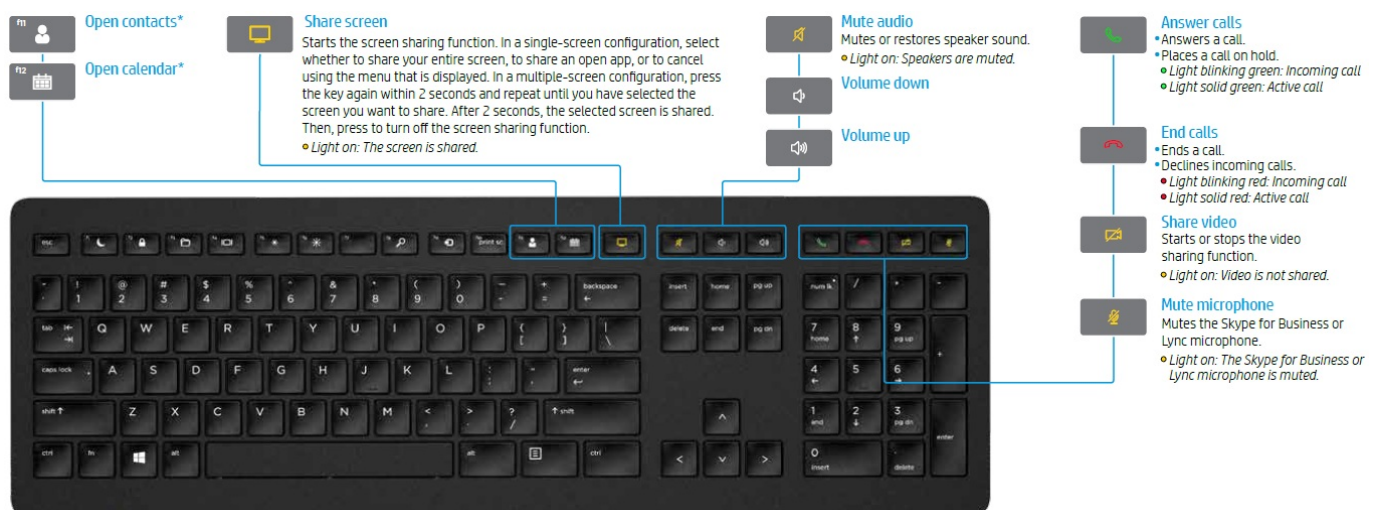 f11
Open contacts*
f12
Open calendar*
Share screen
Starts the screen sharing function. In a single-screen configuration, select
whether to share your entire screen, to share an open app, or to cancel
using the menu that is displayed. In a multiple-screen configuration, press
the key again within 2 seconds and repeat until you have selected the
screen you want to share. After 2 seconds, the selected screen is shared.
Then, press to turn off the screen sharing function.
Light on: The screen is shared.
Mute audio
Mutes or restores speaker sound.
Light on: Speakers are muted.
Volume down
Volume up
Answer calls
• Answers a call.
• Places a call on hold.
Light blinking green: Incoming call
Light solid green: Active call
End calls
• Ends a call.
• Declines incoming calls.
Light blinking red: Incoming call
Light solid red: Active call
Share video
Starts or stops the video
sharing function.
Light on: Video is not shared.
Mute microphone
Mutes the Skype for Business or
Lync microphone.
Light on: The Skype for Business or
Lync microphone is muted.
esc print sc
~ ! @ # $ % ^ & * ( ) _ + backspace
1 2 3 4 5 6 7 8 9 0 - =
insert home pg up num lk / * -
tab Q W E R T Y U I O P { } |
[ ] \
delete end pg dn 7 8 9
home pg up
+
caps lock A S D F G H J K L : enter
;
4 5 6
shift Z X C V B N M < > ? shift
/
1 2 3
end pg dn
enter
ctrl fn alt alt ctrl
0 .
insert delete